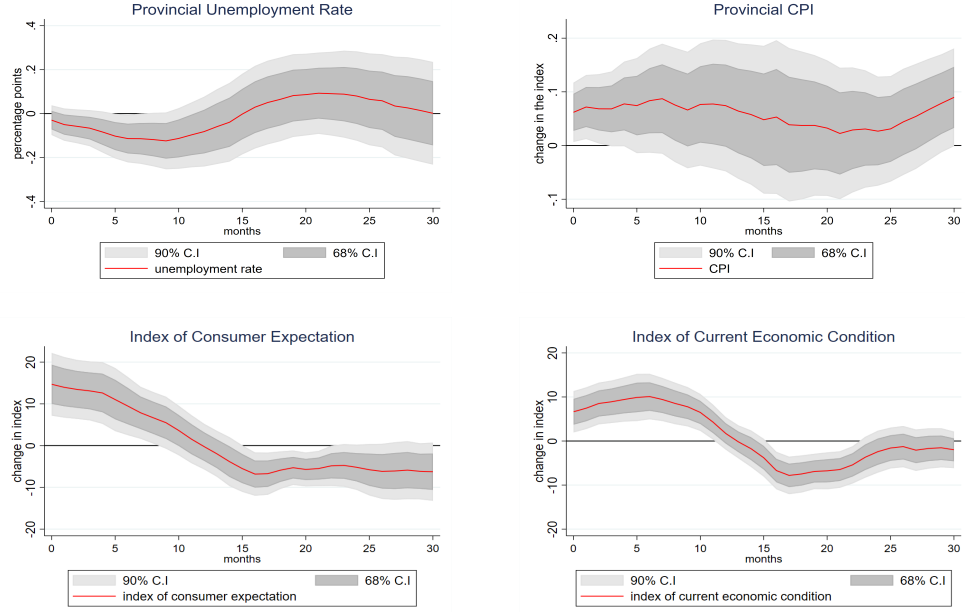 Provincial Unemployment Rate
percentage points
.4
.2
0
-.2
-.4
0 5 10 15 20 25 30
months
90% C.I 68% C.I
unemployment rate
Provincial CPI
change in the index
.2
.1
0
-.1
0 5 10 15 20 25 30
months
90% C.I 68% C.I
CPI
Index of Consumer Expectation
change in index
20
10
0
-10
-20
0 5 10 15 20 25 30
months
90% C.I 68% C.I
index of consumer expectation
Index of Current Economic Condition
change in index
20
10
0
-10
-20
0 5 10 15 20 25 30
months
90% C.I 68% C.I
index of current economic condition